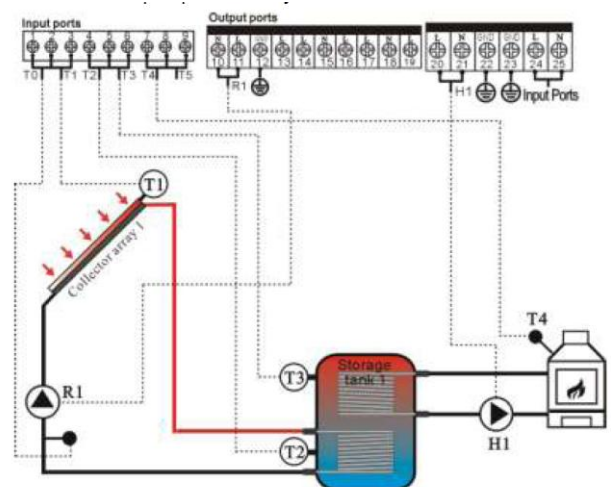 Input ports
Output ports
1 2 3 4 5 6 7 8 9
L N L N L N
10 11 12 13 14 15 16 17 18 19
L N GND GND L N
20 21 22 23 24 25
T0 T1 T2 T3 T4 T5
R1
H1
Input Ports
T1
Collector array 1
T4
R1
T3
Storage
tank 1
T2
H1